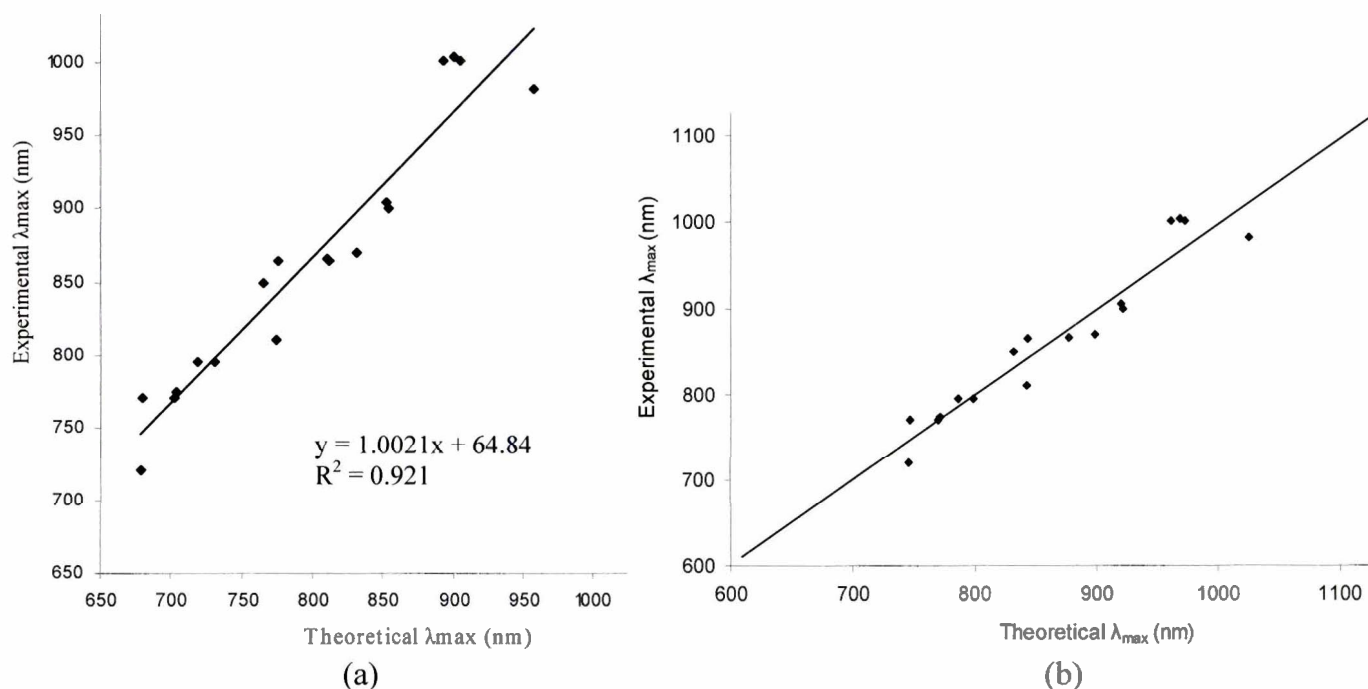 1000
950
900
850
800
750
700
650
Experimental λmax (nm)
y = 1.0021x + 64.84
R² = 0.921
650 700 750 800 850 900 950 1000
Theoretical λmax (nm)
(a)
1100
1000
900
800
700
600
Experimental λmax (nm)
600 700 800 900 1000 1100
Theoretical λmax (nm)
(b)